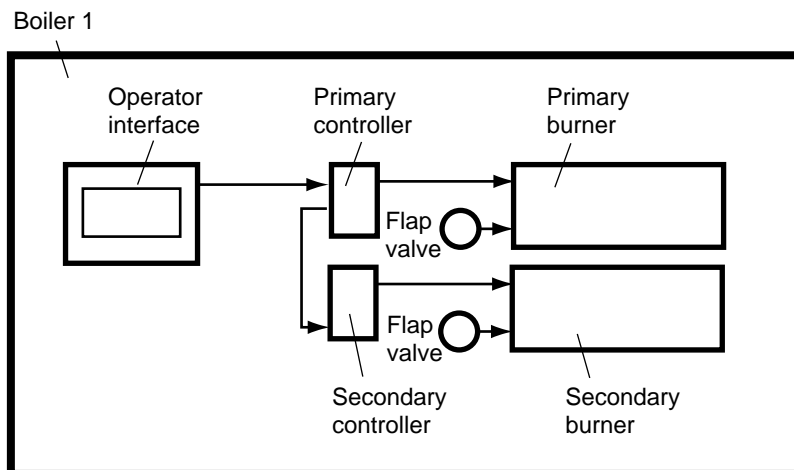 Boiler 1
Operator
interface
Primary
controller
Primary
burner
Flap
valve
Flap
valve
Secondary
controller
Secondary
burner